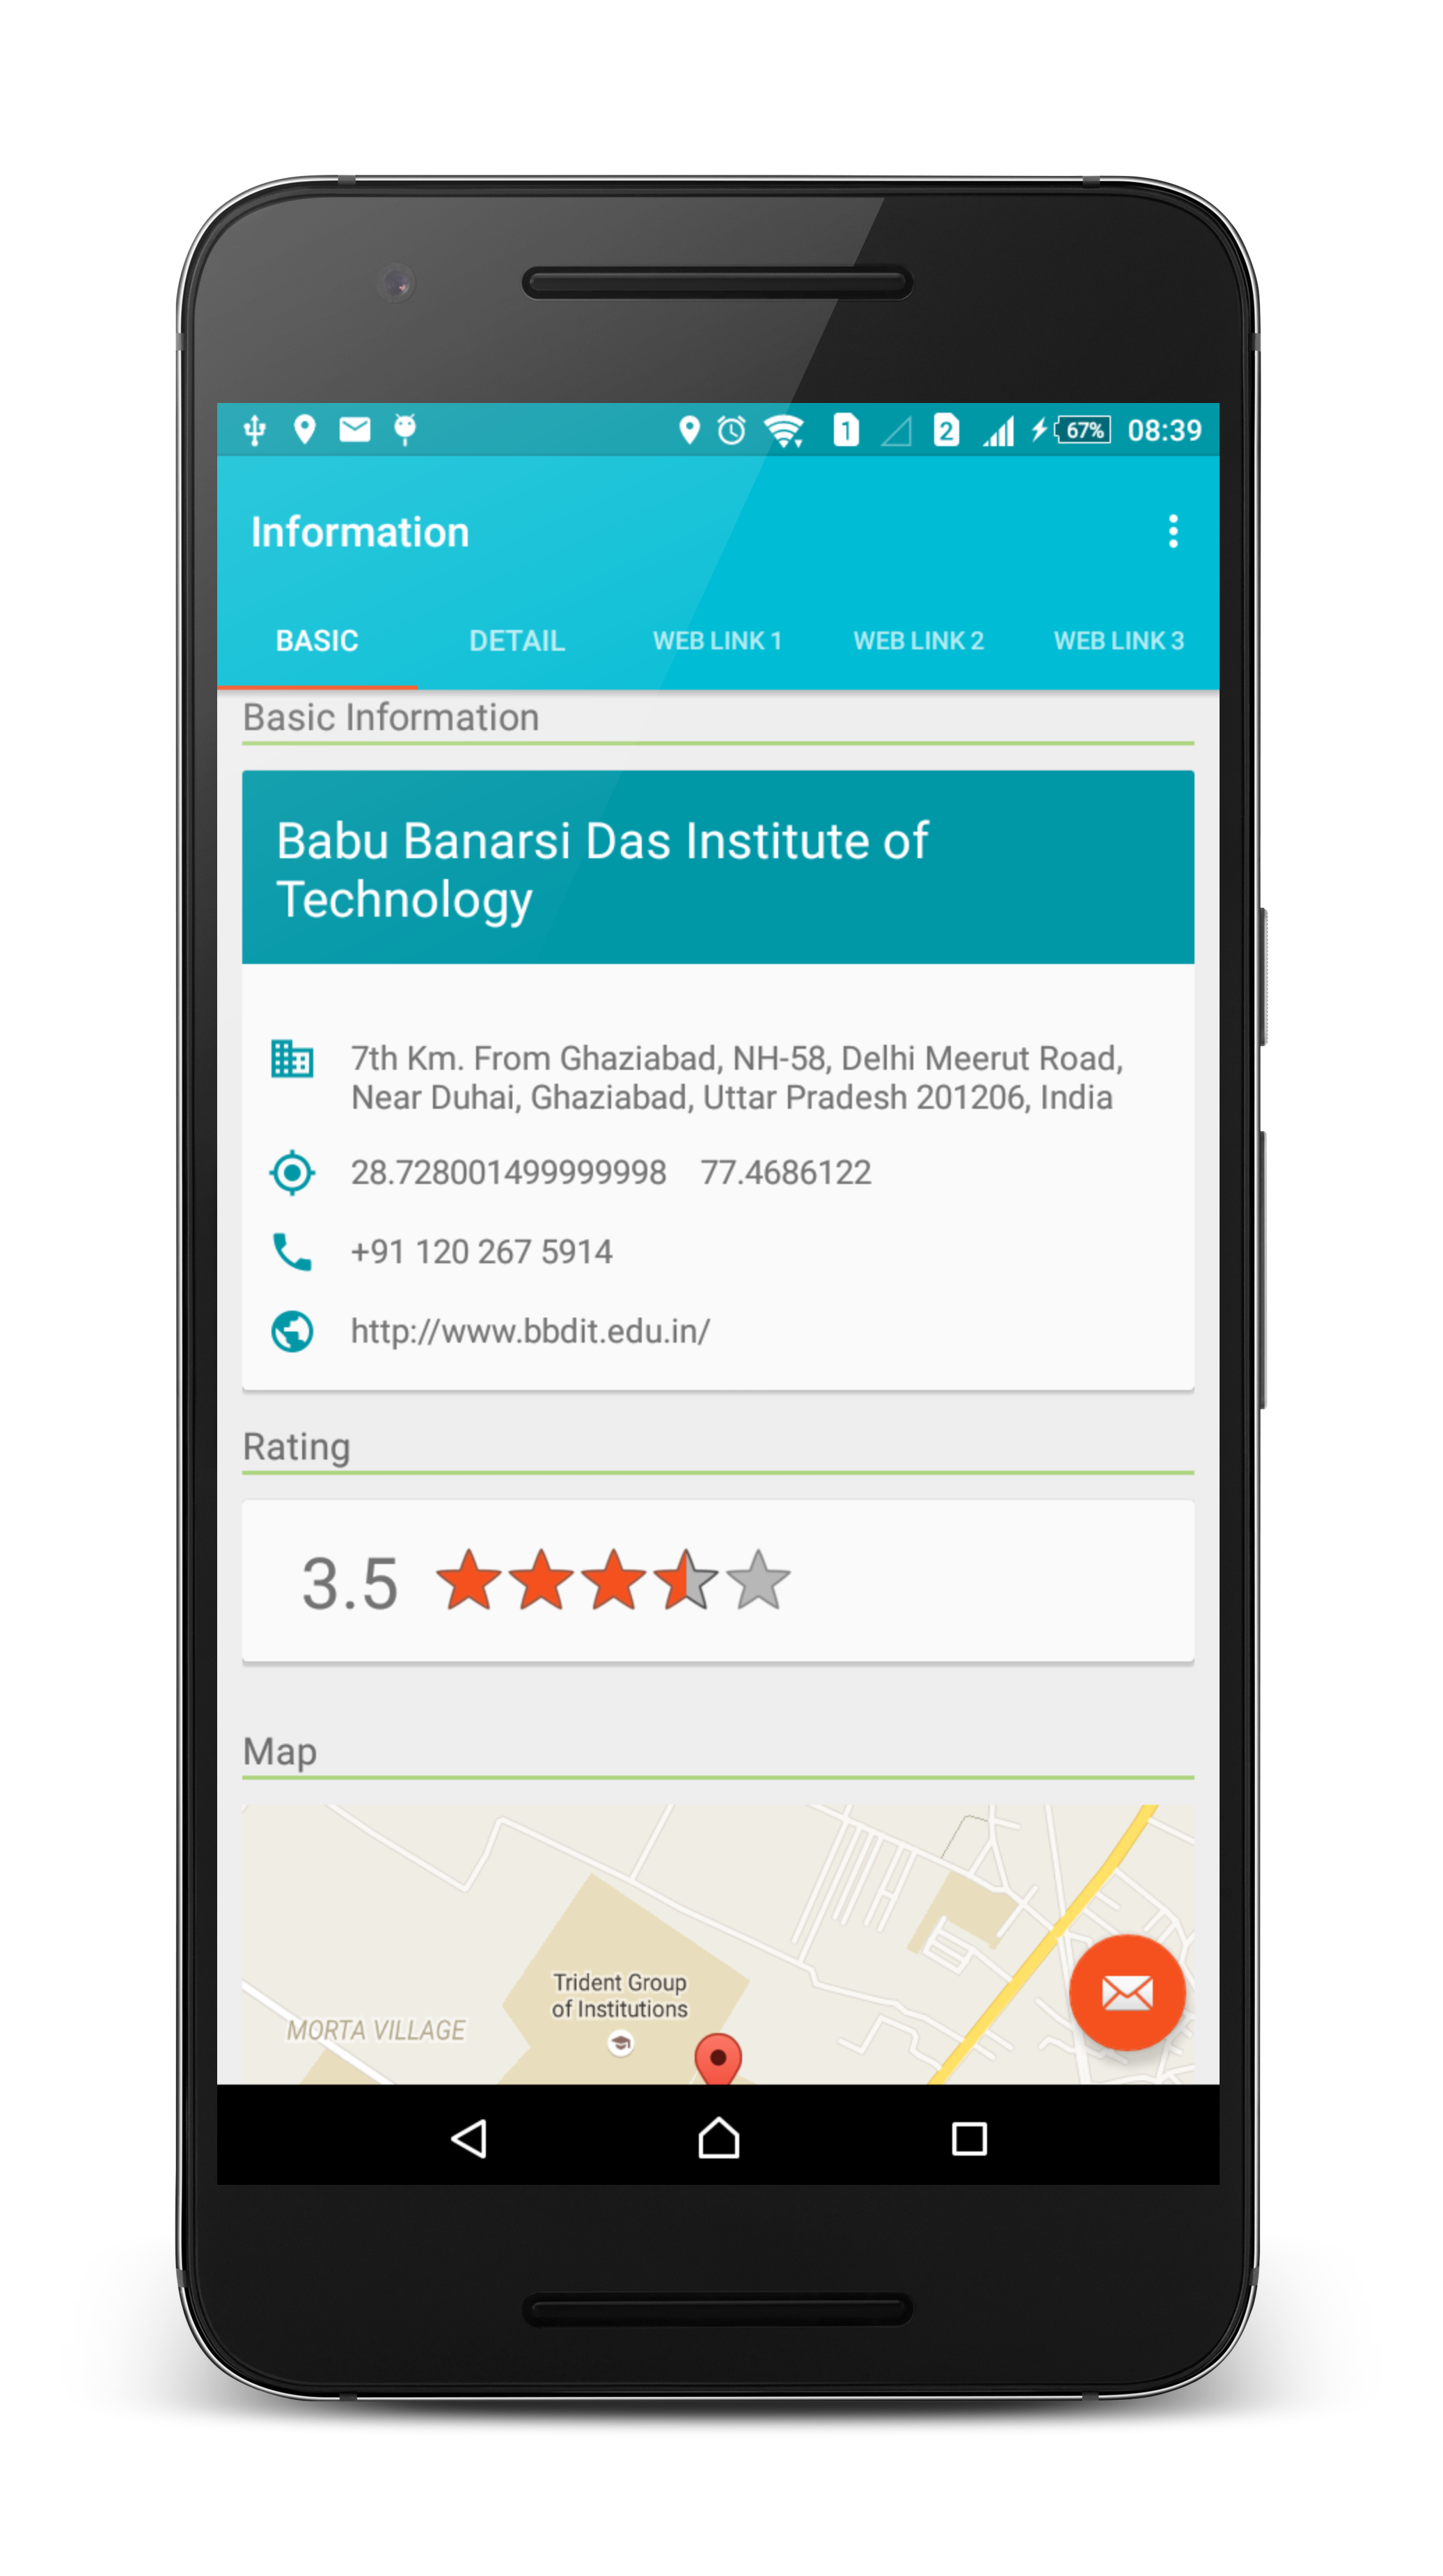 1 2 67% 08:39
Information
BASIC DETAIL WEB LINK 1 WEB LINK 2 WEB LINK 3
Basic Information
Babu Banarsi Das Institute of
Technology
7th Km. From Ghaziabad, NH-58, Delhi Meerut Road,
Near Duhai, Ghaziabad, Uttar Pradesh 201206, India
28.728001499999998 77.4686122
+91 120 267 5914
http://www.bbdit.edu.in/
Rating
3.5
Map
Trident Group
of Institutions
MORTA VILLAGE